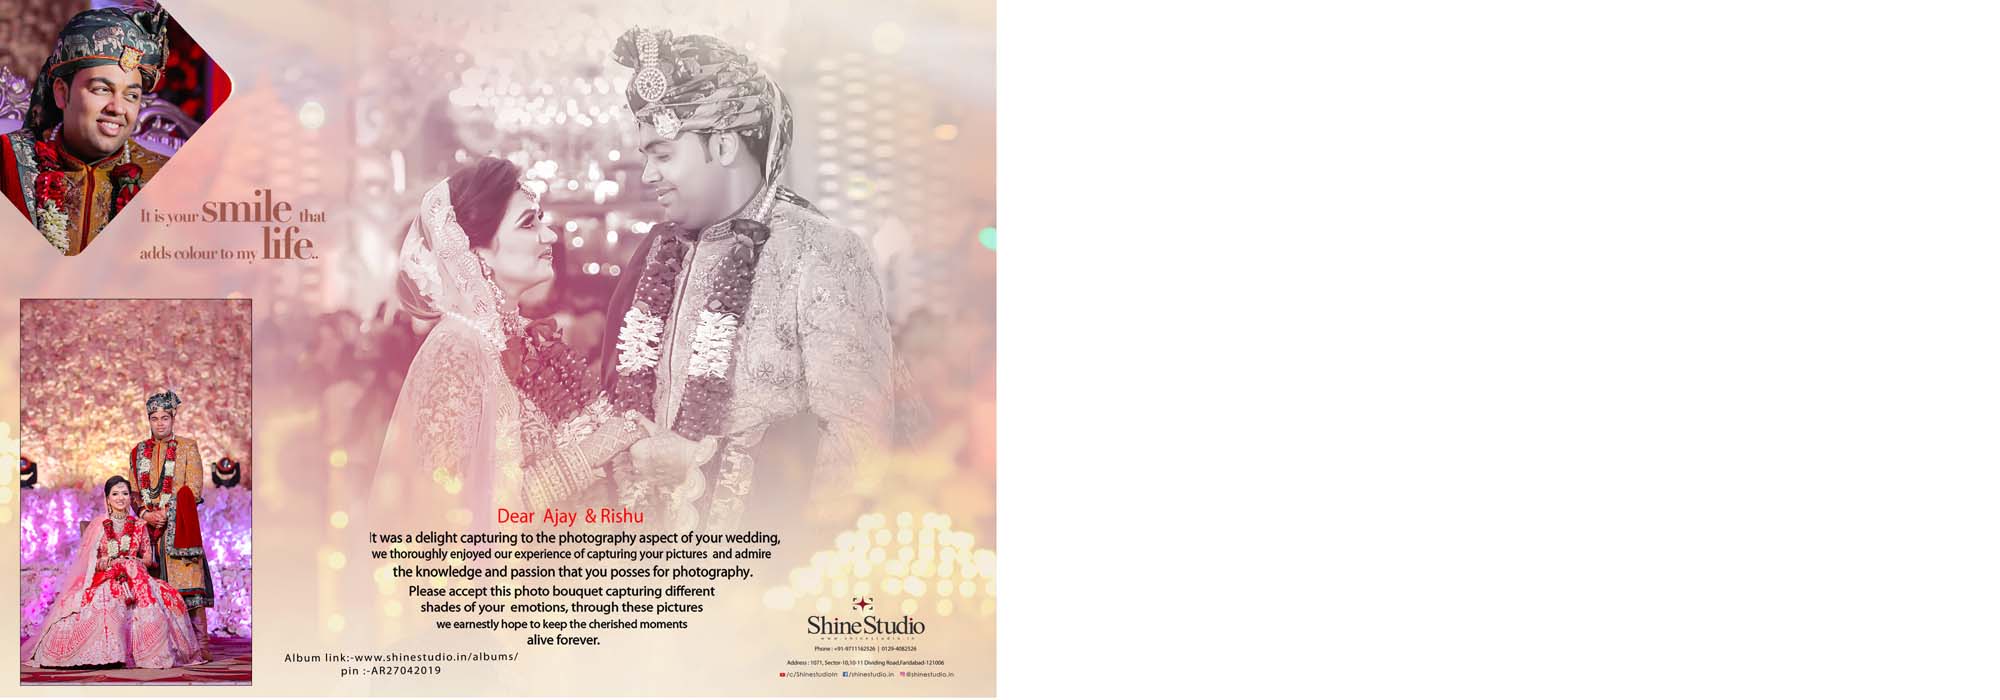 It is your smile that
adds colour to my life..
Dear Ajay & Rishu
It was a delight capturing to the photography aspect of your wedding,
we thoroughly enjoyed our experience of capturing your pictures and admire
the knowledge and passion that you posses for photography.
Please accept this photo bouquet capturing different
shades of your emotions, through these pictures
we earnestly hope to keep the cherished moments
alive forever.
Album link:-www.shinestudio.in/albums/
pin :-AR27042019
ShineStudio
www.shinestudio.in
Phone : +91-9711162526 | 0129-4082526
Address : 1071, Sector-10,10-11 Dividing Road,Faridabad-121006
/c/ShinestudioIn /shinestudio.in @shinestudio.in